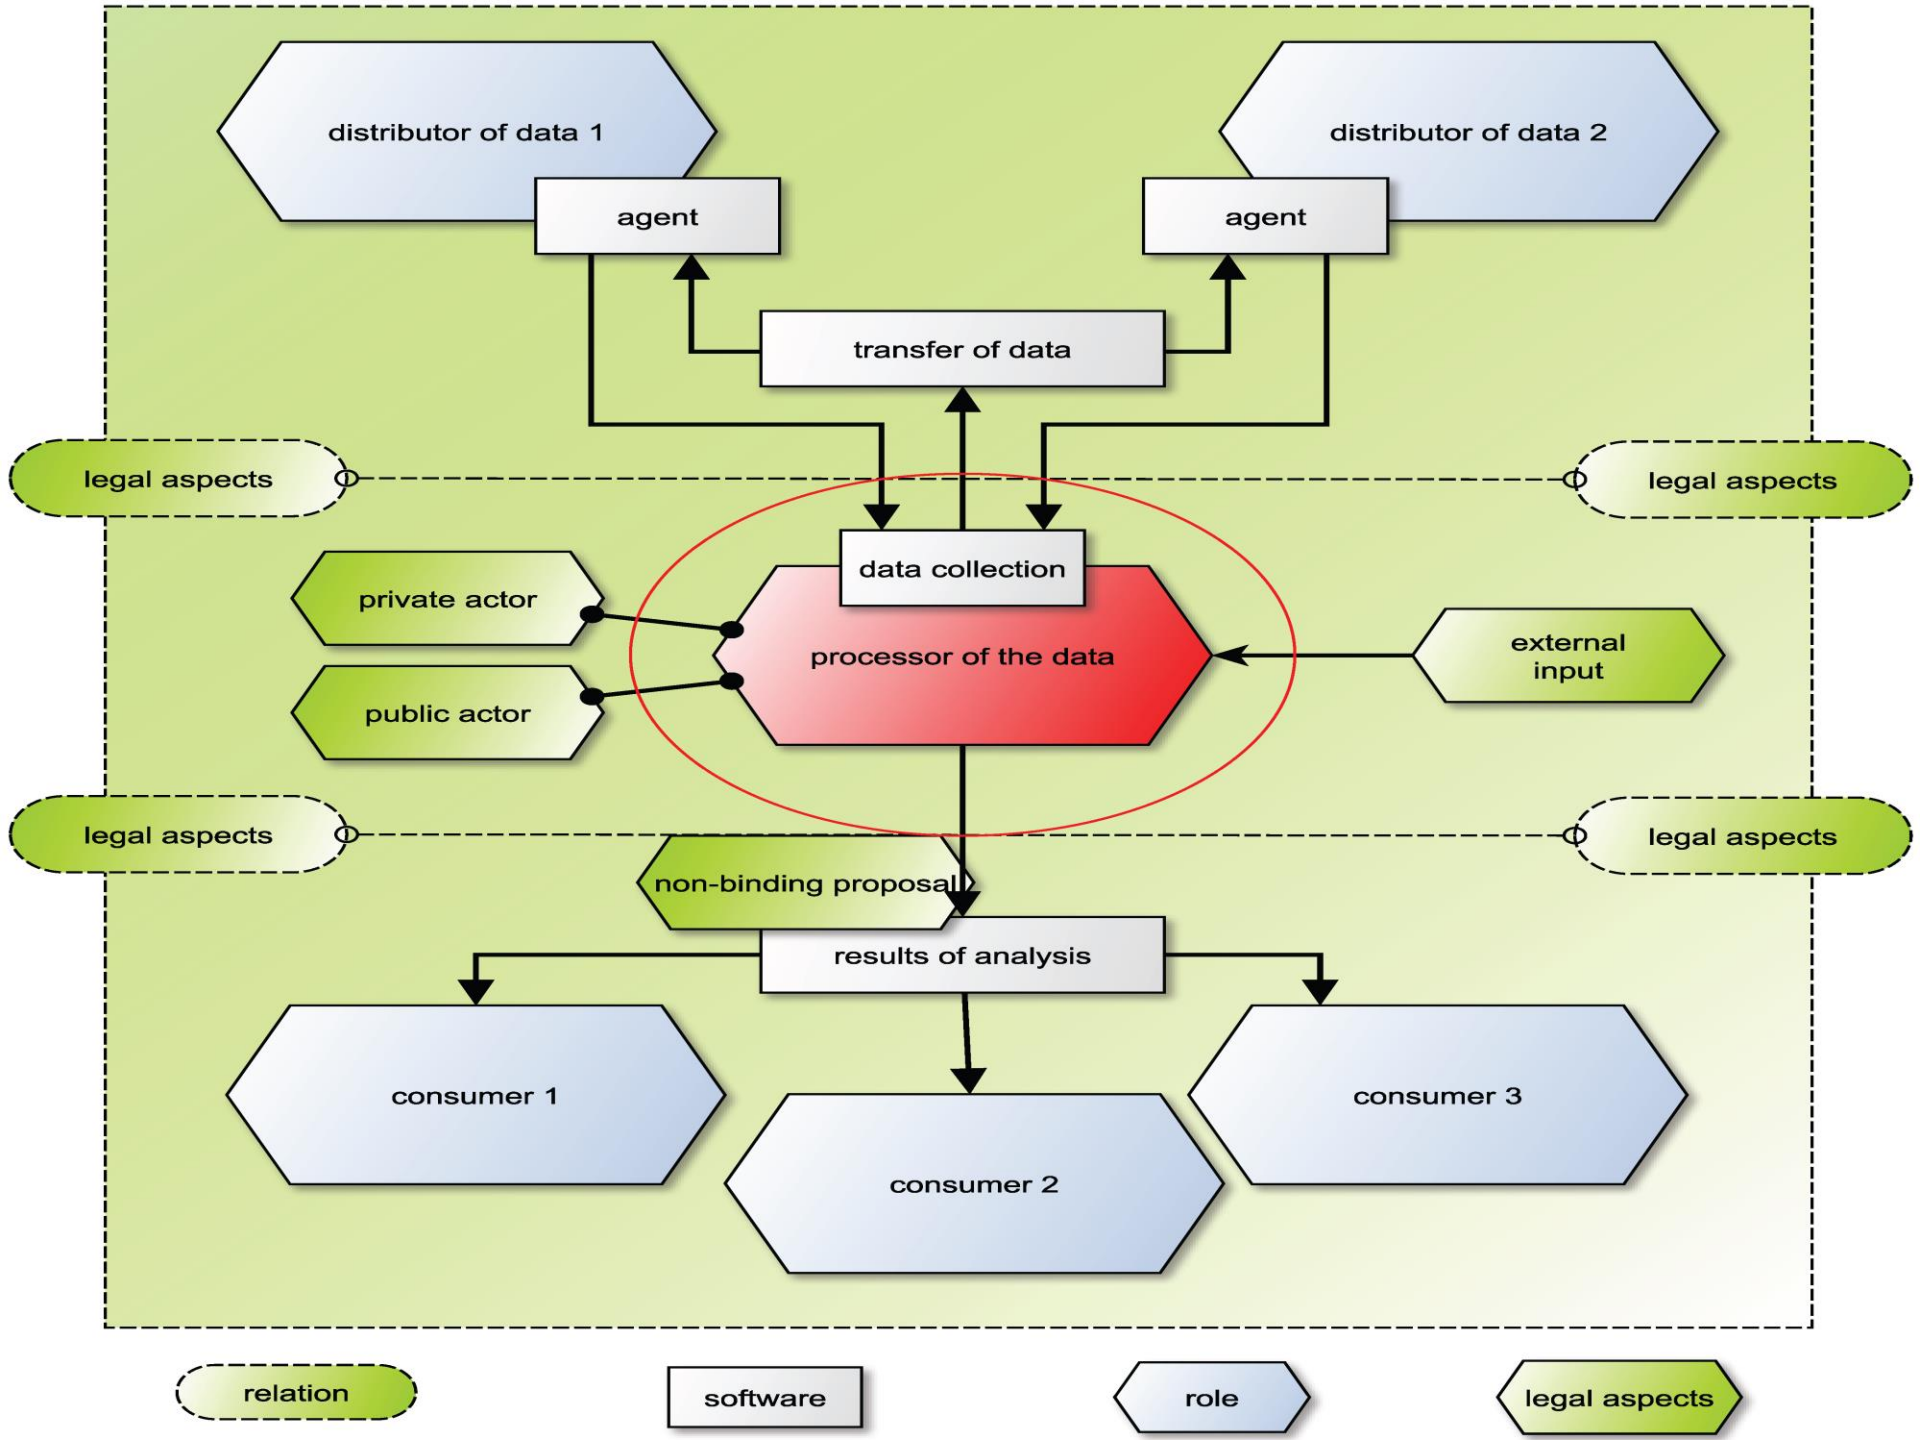 distributor of data 1
distributor of data 2
agent
agent
transfer of data
legal aspects
legal aspects
data collection
private actor
processor of the data
external
input
public actor
legal aspects
legal aspects
non-binding proposal
results of analysis
consumer 1
consumer 3
consumer 2
relation
software
role
legal aspects